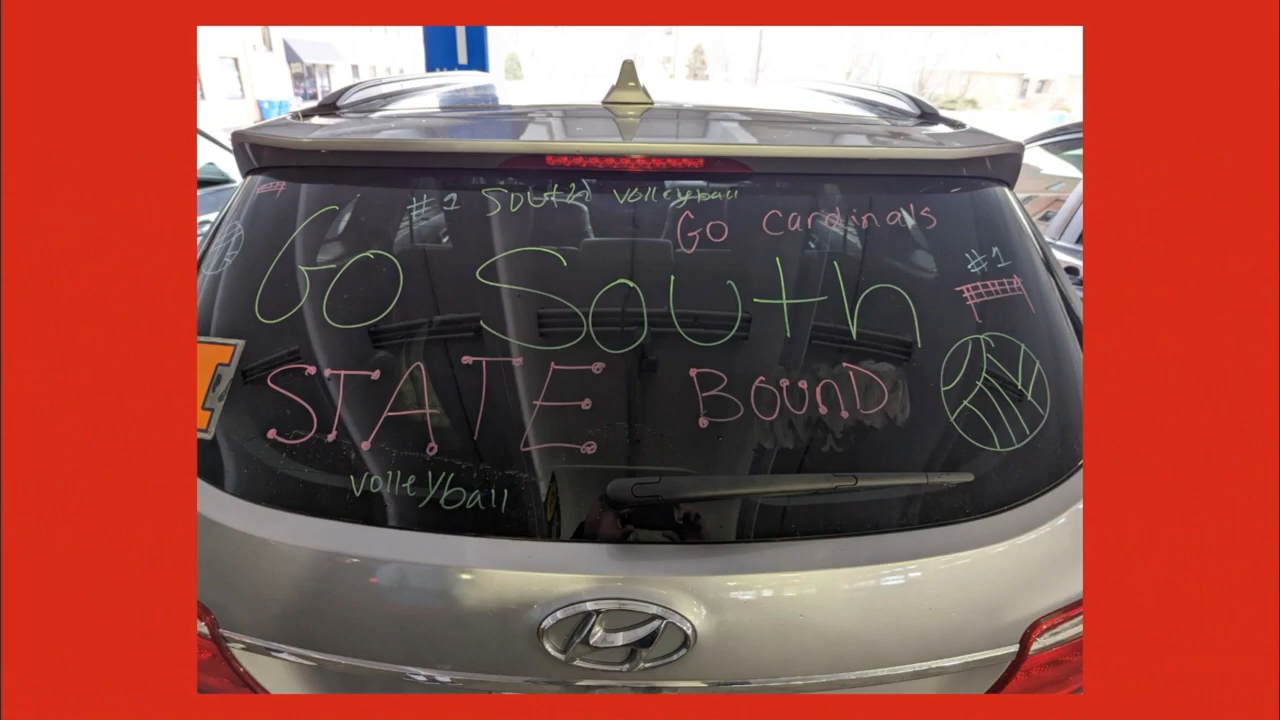 #1 South volleyball
Go Cardinals
GO SOUTH
#1
STATE BOUND
volleyball